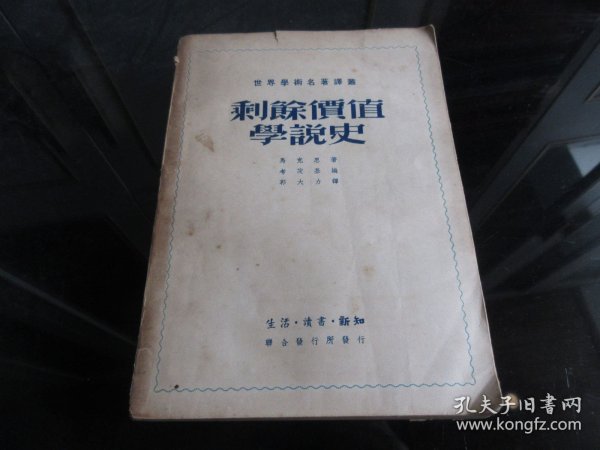 世界學術名著譯叢
剩餘價值
學說史
馬克思著
考茨基編
郭大力譯
生活·讀書·新知
聯合發行所發行
孔夫子旧书网
www.kongfz.com